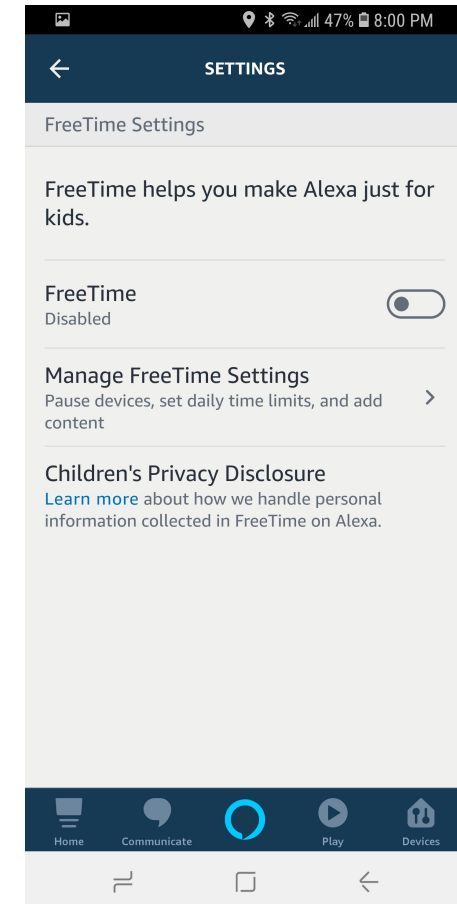 47% 8:00 PM
SETTINGS
FreeTime Settings
FreeTime helps you make Alexa just for
kids.
FreeTime
Disabled
Manage FreeTime Settings
Pause devices, set daily time limits, and add
content
Children's Privacy Disclosure
Learn more about how we handle personal
information collected in FreeTime on Alexa.
Home Communicate Play Devices